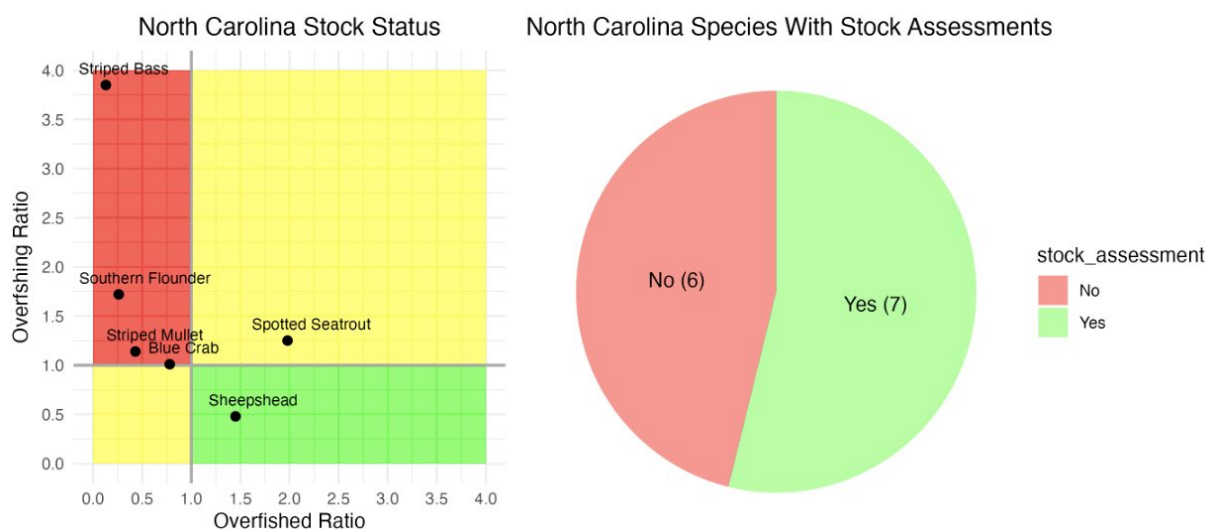 North Carolina Stock Status
Overfshing Ratio
4.0
3.5
3.0
2.5
2.0
1.5
1.0
0.5
0.0
Striped Bass
Southern Flounder
Striped Mullet
Blue Crab
Spotted Seatrout
Sheepshead
0.0 0.5 1.0 1.5 2.0 2.5 3.0 3.5 4.0
Overfished Ratio
North Carolina Species With Stock Assessments
No (6)
Yes (7)
stock_assessment
No
Yes